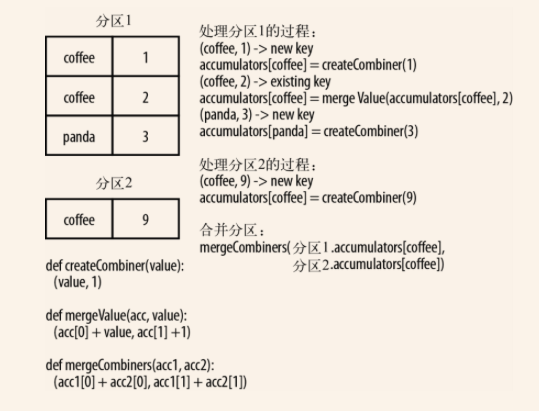 分区1
coffee 1
coffee 2
panda 3
分区2
coffee 9
def createCombiner(value):
(value, 1)
def mergeValue(acc, value):
(acc[0] + value, acc[1] +1)
def mergeCombiners(acc1, acc2):
(acc1[0] + acc2[0], acc1[1] + acc2[1])
处理分区1的过程：
(coffee, 1) -> new key
accumulators[coffee] = createCombiner(1)
(coffee, 2) -> existing key
accumulators[coffee] = merge Value(accumulators[coffee], 2)
(panda, 3) -> new key
accumulators[panda] = createCombiner(3)
处理分区2的过程：
(coffee, 9) -> new key
accumulators[coffee] = createCombiner(9)
合并分区：
mergeCombiners( 分区1.accumulators[coffee],
分区2.accumulators[coffee])